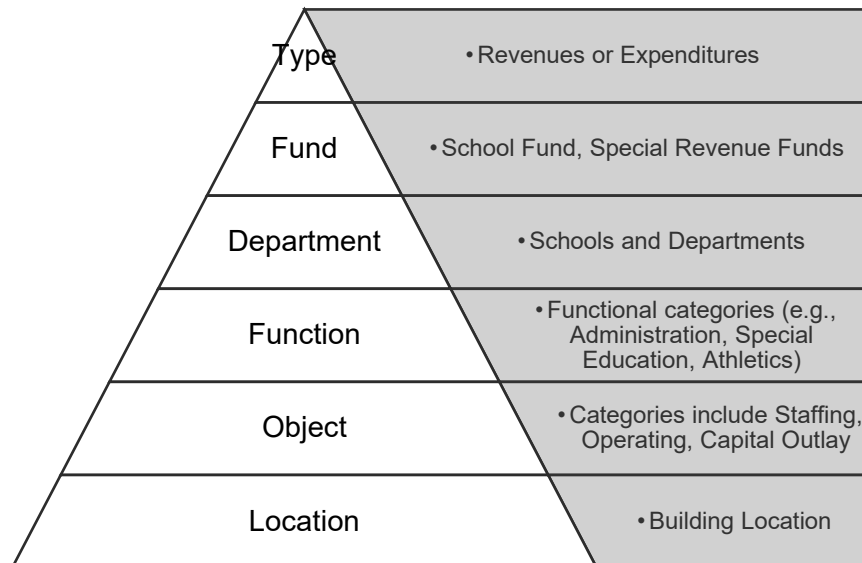 Type
• Revenues or Expenditures
Fund
• School Fund, Special Revenue Funds
Department
• Schools and Departments
Function
• Functional categories (e.g.,
Administration, Special
Education, Athletics)
Object
• Categories include Staffing,
Operating, Capital Outlay
Location
• Building Location